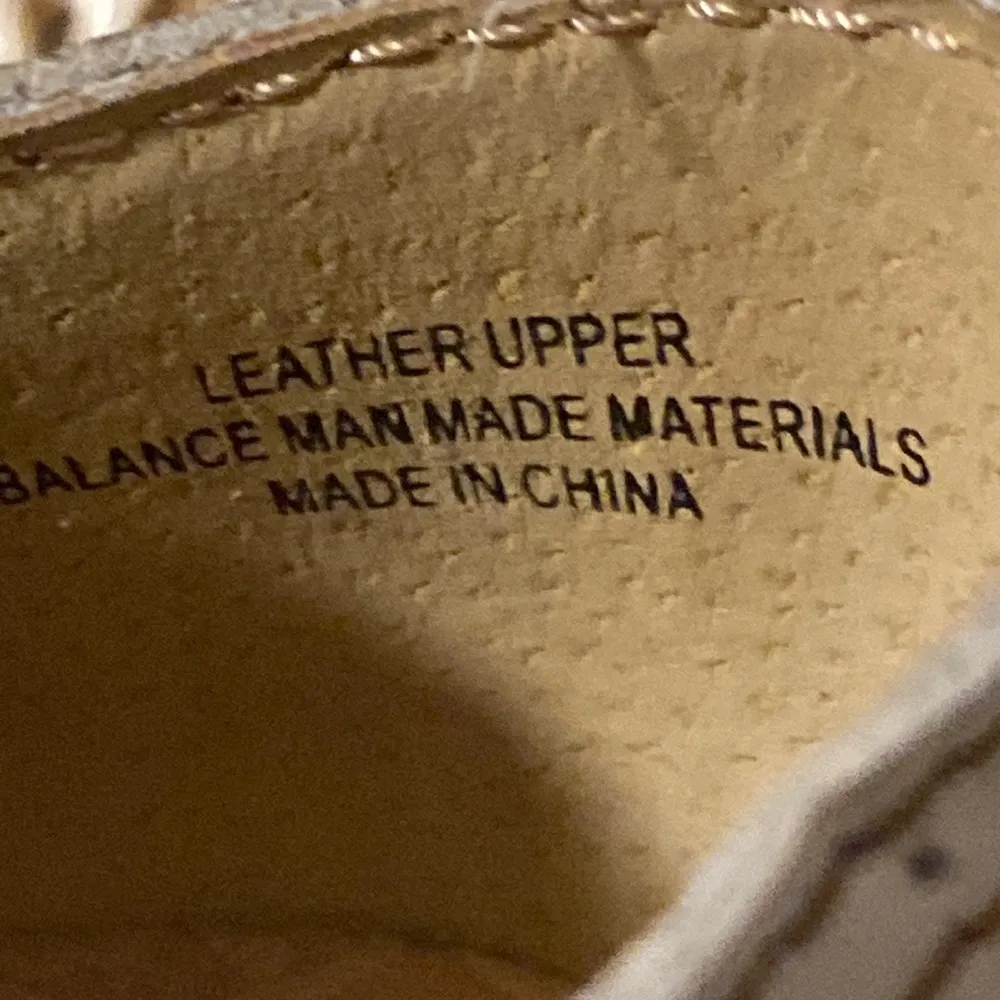 LEATHER UPPER
BALANCE MAN MADE MATERIALS
MADE IN CHINA